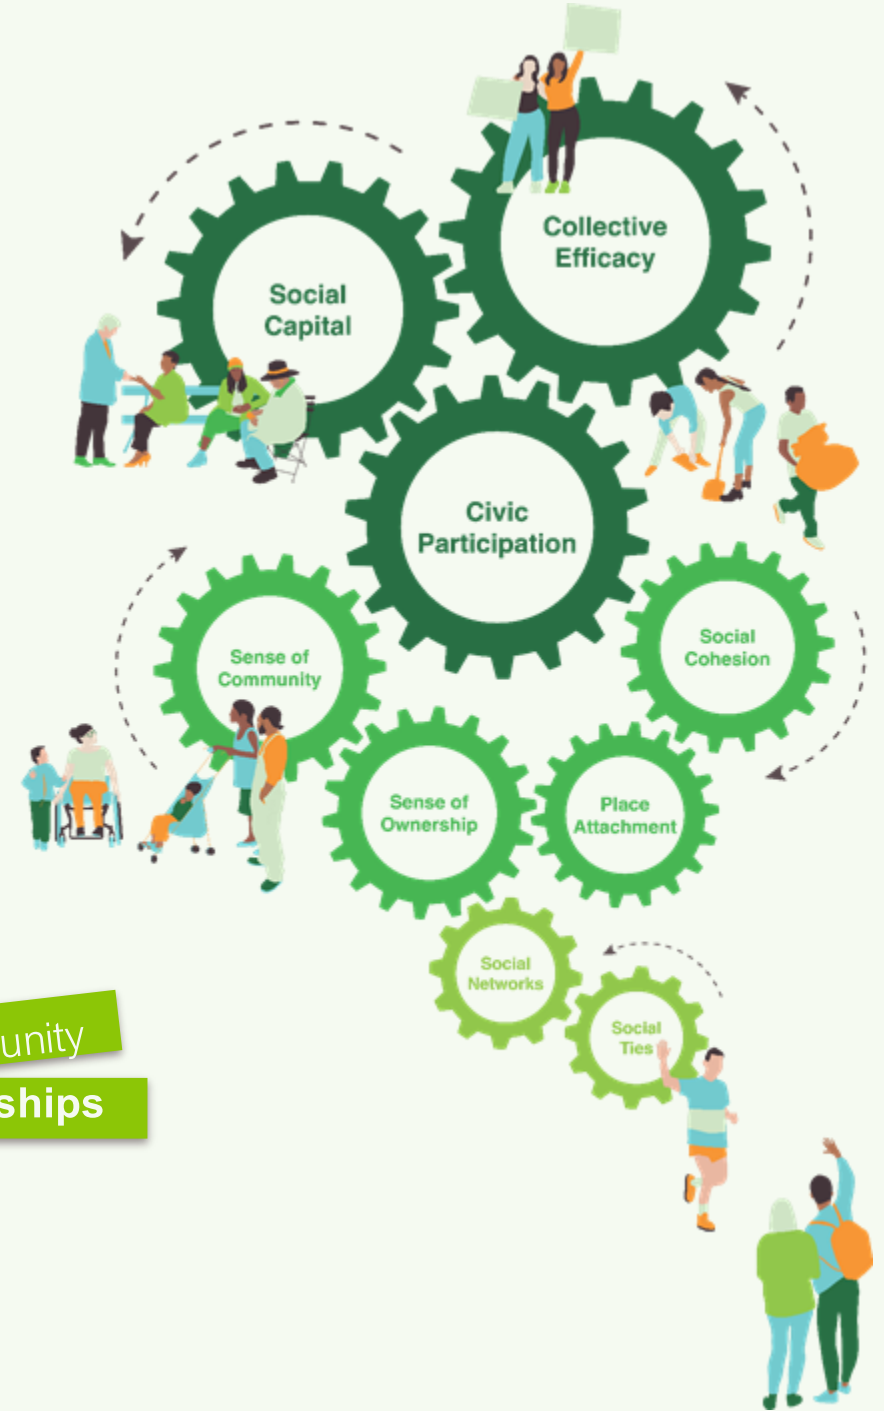 Collective
Efficacy
Social
Capital
Civic
Participation
Social
Cohesion
Sense of
Community
Sense of
Ownership
Place
Attachment
Social
Networks
Social
Ties
unity
ships